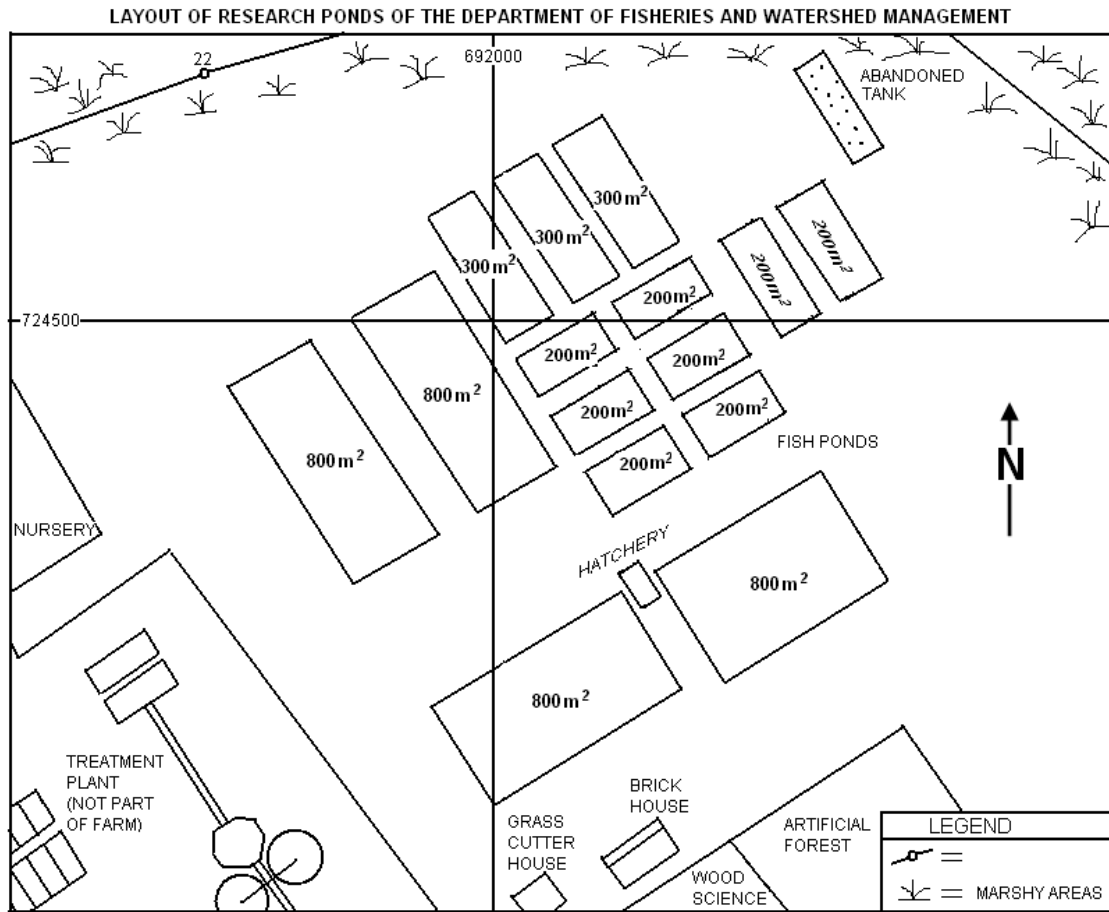 LAYOUT OF RESEARCH PONDS OF THE DEPARTMENT OF FISHERIES AND WATERSHED MANAGEMENT
22
692000
ABANDONED
TANK
300m²
300m²
300m²
200m²
200m²
724500
200m²
200m²
200m²
200m²
200m²
200m²
800m²
800m²
FISH PONDS
N
NURSERY
HATCHERY
800m²
800m²
TREATMENT
PLANT
(NOT PART
OF FARM)
BRICK
HOUSE
GRASS
CUTTER
HOUSE
ARTIFICIAL
FOREST
WOOD
SCIENCE
LEGEND
=
= MARSHY AREAS